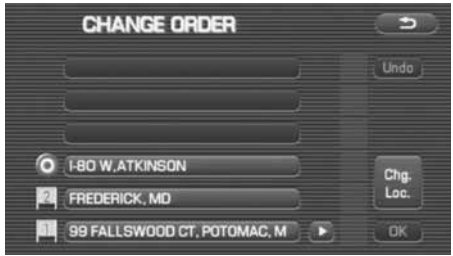 CHANGE ORDER
Undo
I-80 W,ATKINSON
Chg.
Loc.
2 FREDERICK, MD
1 99 FALLSWOOD CT, POTOMAC, M
OK